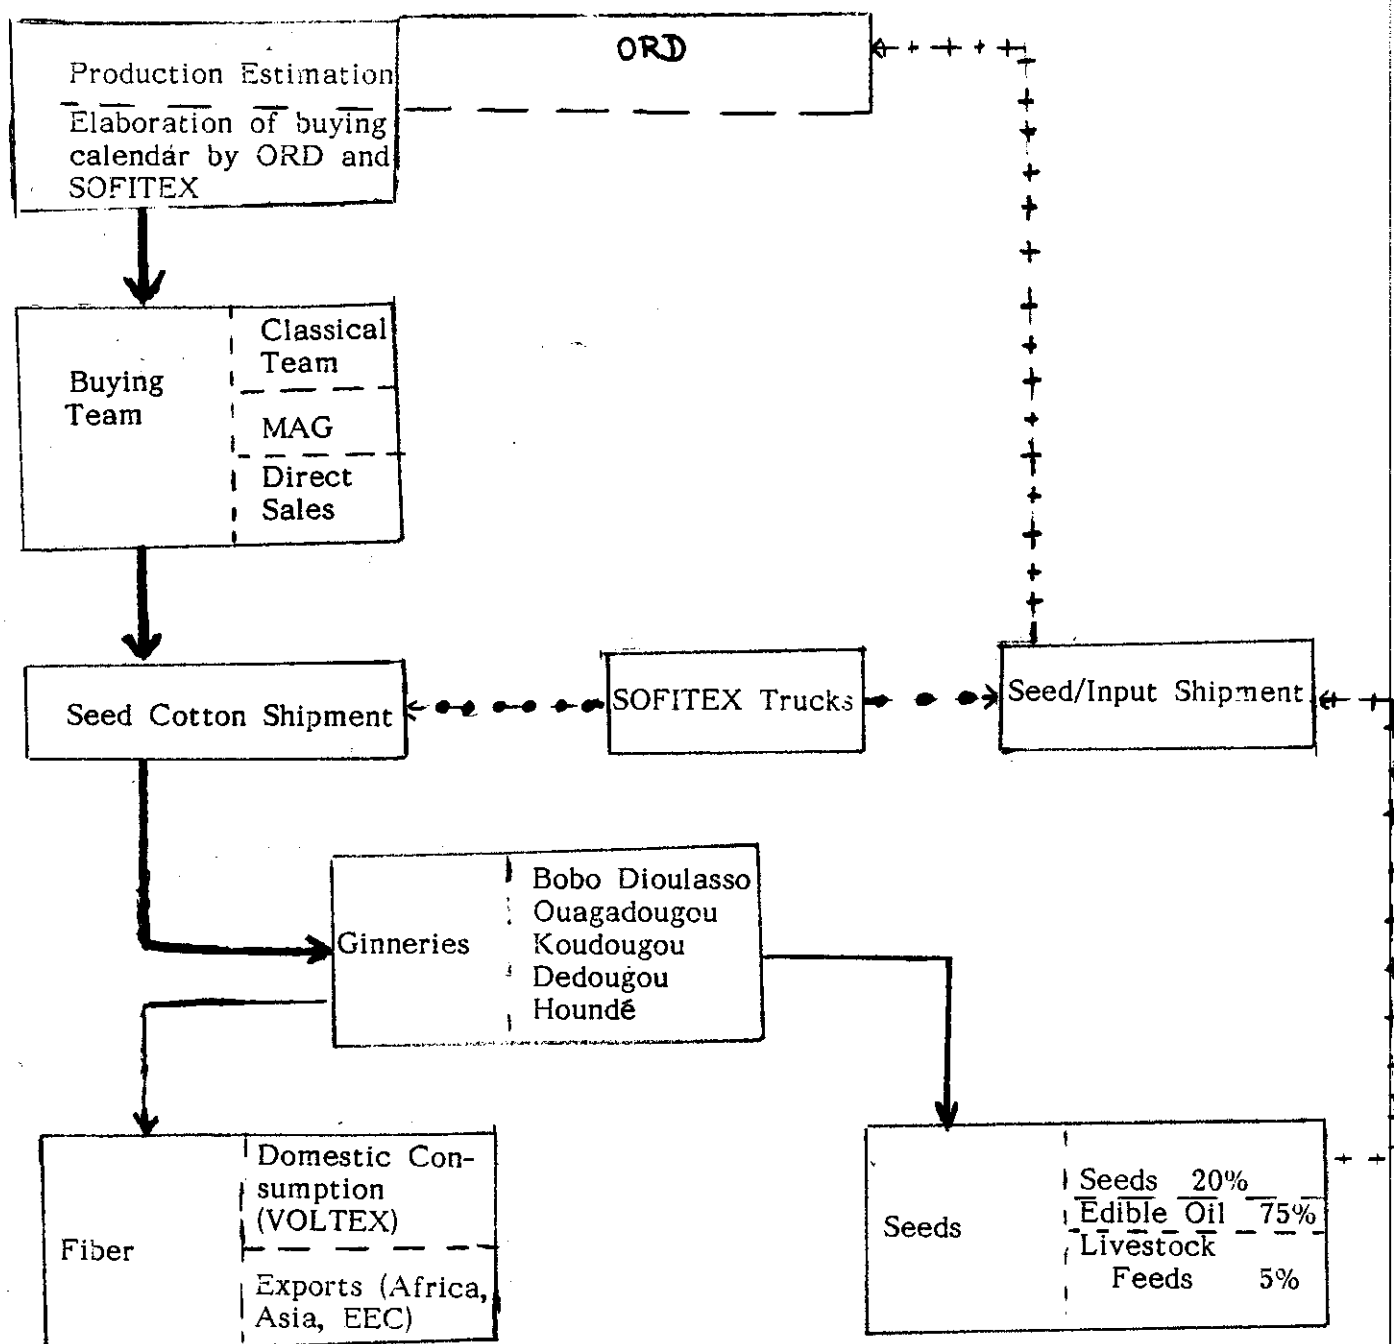 ORD
Production Estimation
Elaboration of buying
calendar by ORD and
SOFITEX
Buying
Team
Classical
Team
MAG
Direct
Sales
Seed Cotton Shipment
SOFITEX Trucks
Seed/Input Shipment
Ginneries
Bobo Dioulasso
Ouagadougou
Koudougou
Dedougou
Houndé
Fiber
Domestic Con-
sumption
(VOLTEX)
Exports (Africa,
Asia, EEC)
Seeds
Seeds 20%
Edible Oil 75%
Livestock
Feeds 5%